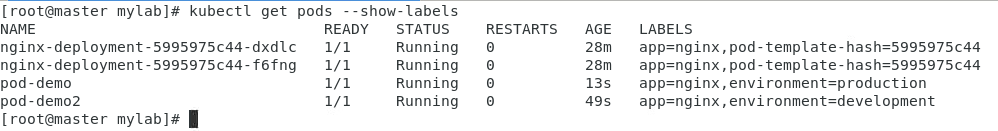 [root@master mylab]# kubectl get pods --show-labels
NAME READY STATUS RESTARTS AGE LABELS
nginx-deployment-5995975c44-dxdlc 1/1 Running 0 28m app=nginx,pod-template-hash=5995975c44
nginx-deployment-5995975c44-f6fng 1/1 Running 0 28m app=nginx,pod-template-hash=5995975c44
pod-demo 1/1 Running 0 13s app=nginx,environment=production
pod-demo2 1/1 Running 0 49s app=nginx,environment=development
[root@master mylab]#